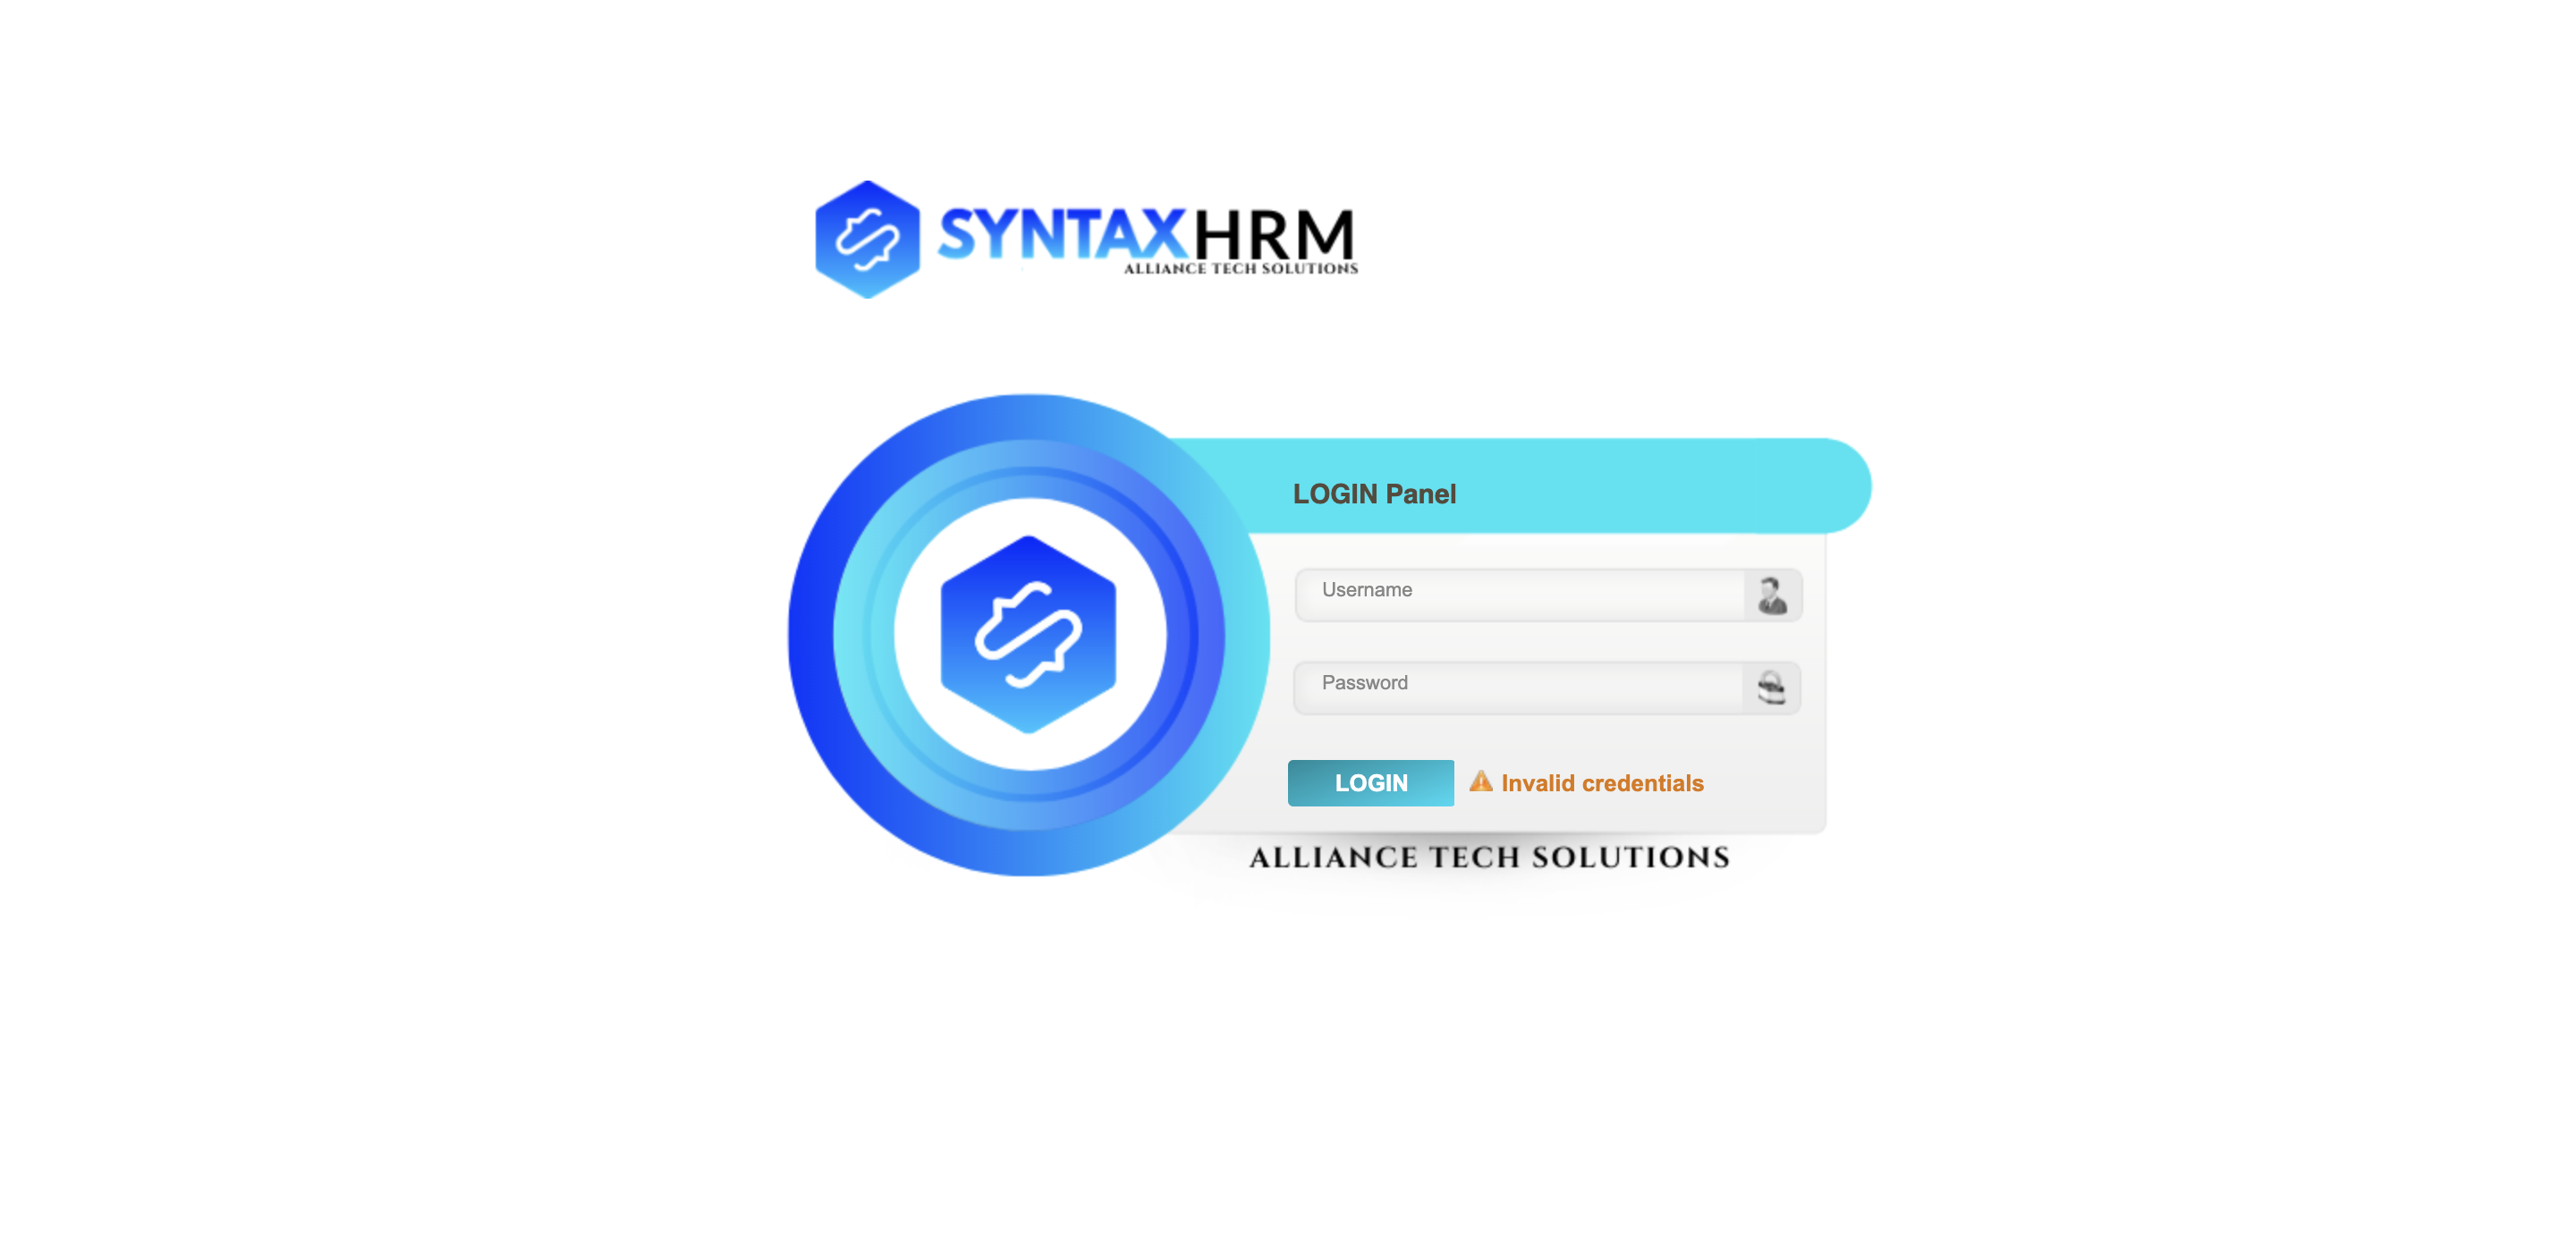 SYNTAXHRM
ALLIANCE TECH SOLUTIONS
LOGIN Panel
Username
Password
LOGIN
Invalid credentials
ALLIANCE TECH SOLUTIONS